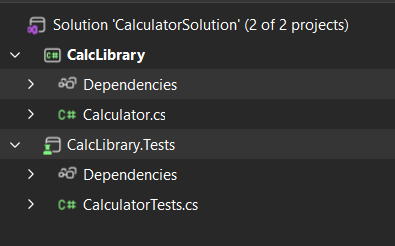 Solution 'CalculatorSolution' (2 of 2 projects)
C# CalcLibrary
Dependencies
C# Calculator.cs
CalcLibrary.Tests
Dependencies
C# CalculatorTests.cs